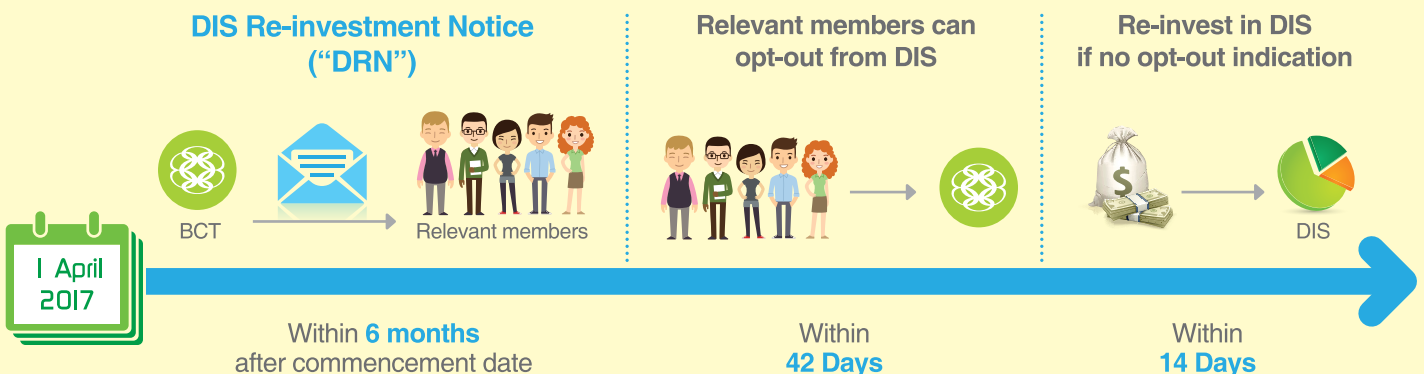 DIS Re-investment Notice
(“DRN”)
BCT
Relevant members
Relevant members can
opt-out from DIS
Re-invest in DIS
if no opt-out indication
$
DIS
1 April
2017
Within 6 months
after commencement date
Within
42 Days
Within
14 Days